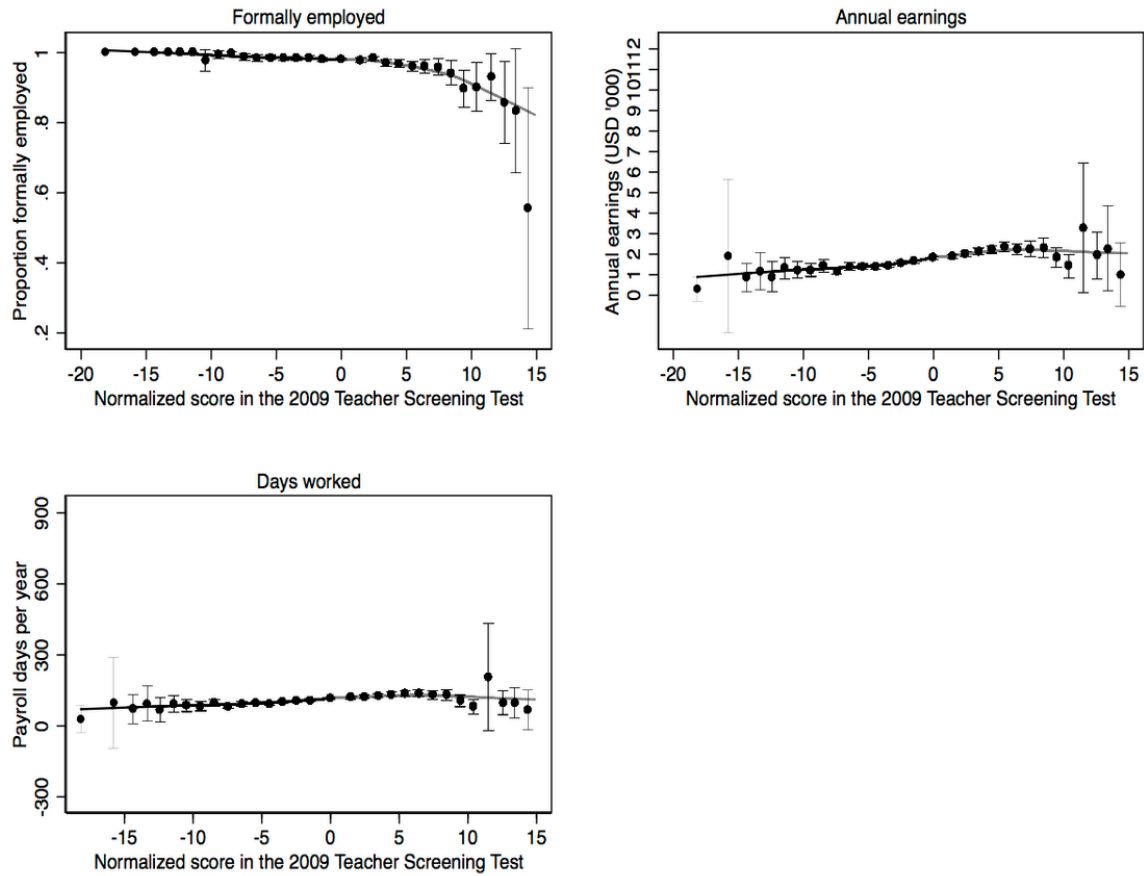 Formally employed
Proportion formally employed
1
.8
.6
.4
.2
-20 -15 -10 -5 0 5 10 15
Normalized score in the 2009 Teacher Screening Test
Annual earnings
Annual earnings (USD '000)
0 1 2 3 4 5 6 7 8 9 10 11 12
-20 -15 -10 -5 0 5 10 15
Normalized score in the 2009 Teacher Screening Test
Days worked
Payroll days per year
900
600
300
0
-300
-15 -10 -5 0 5 10 15
Normalized score in the 2009 Teacher Screening Test